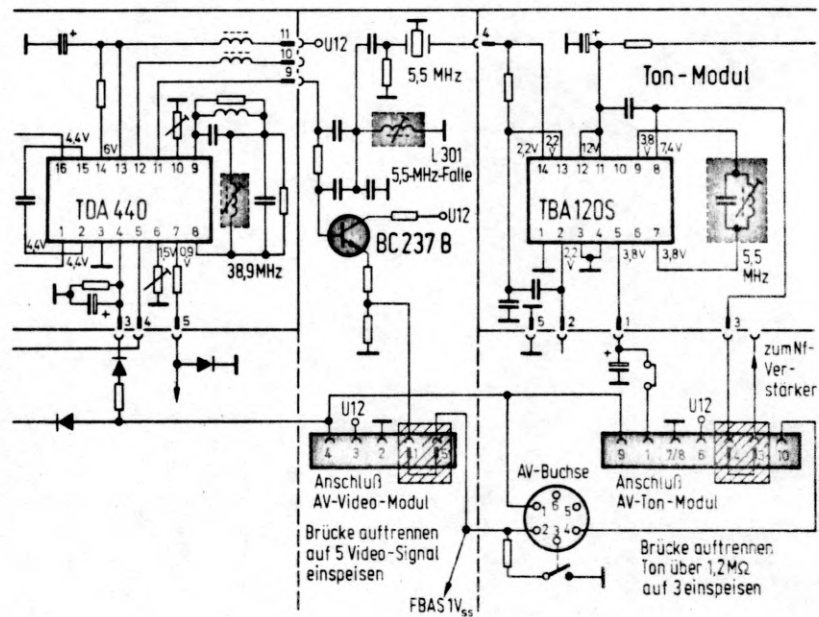 +
11
U12
10
9
5,5 MHz
4
+
Ton-Modul
4,4V
6V
16 15 14 13 12 11 10 9
TDA 440
1 2 3 4 5 6 7 8
4,4V
4,4V
1,5V
0,9V
38,9MHz
+
3 4 5
L 301
5,5-MHz-Falle
U12
BC 237 B
2,2V
2,2V
12V
3,8V
7,4V
14 13 12 11 10 9 8
TBA120S
1 2 3 4 5 6 7
2,2V
3,8V
3,8V
5,5
MHz
5 2 1 3
+
zum Nf-
Ver-
stärker
U12
4 3 2 1 5
Anschluß
AV-Video-Modul
Brücke auftrennen
auf 5 Video-Signal
einspeisen
FBAS 1Vss
AV-Buchse
6
1 5
2 3 4
U12
9 1 7/8 6 4 3 10
Anschluß
AV-Ton-Modul
Brücke auftrennen
Ton über 1,2MΩ
auf 3 einspeisen